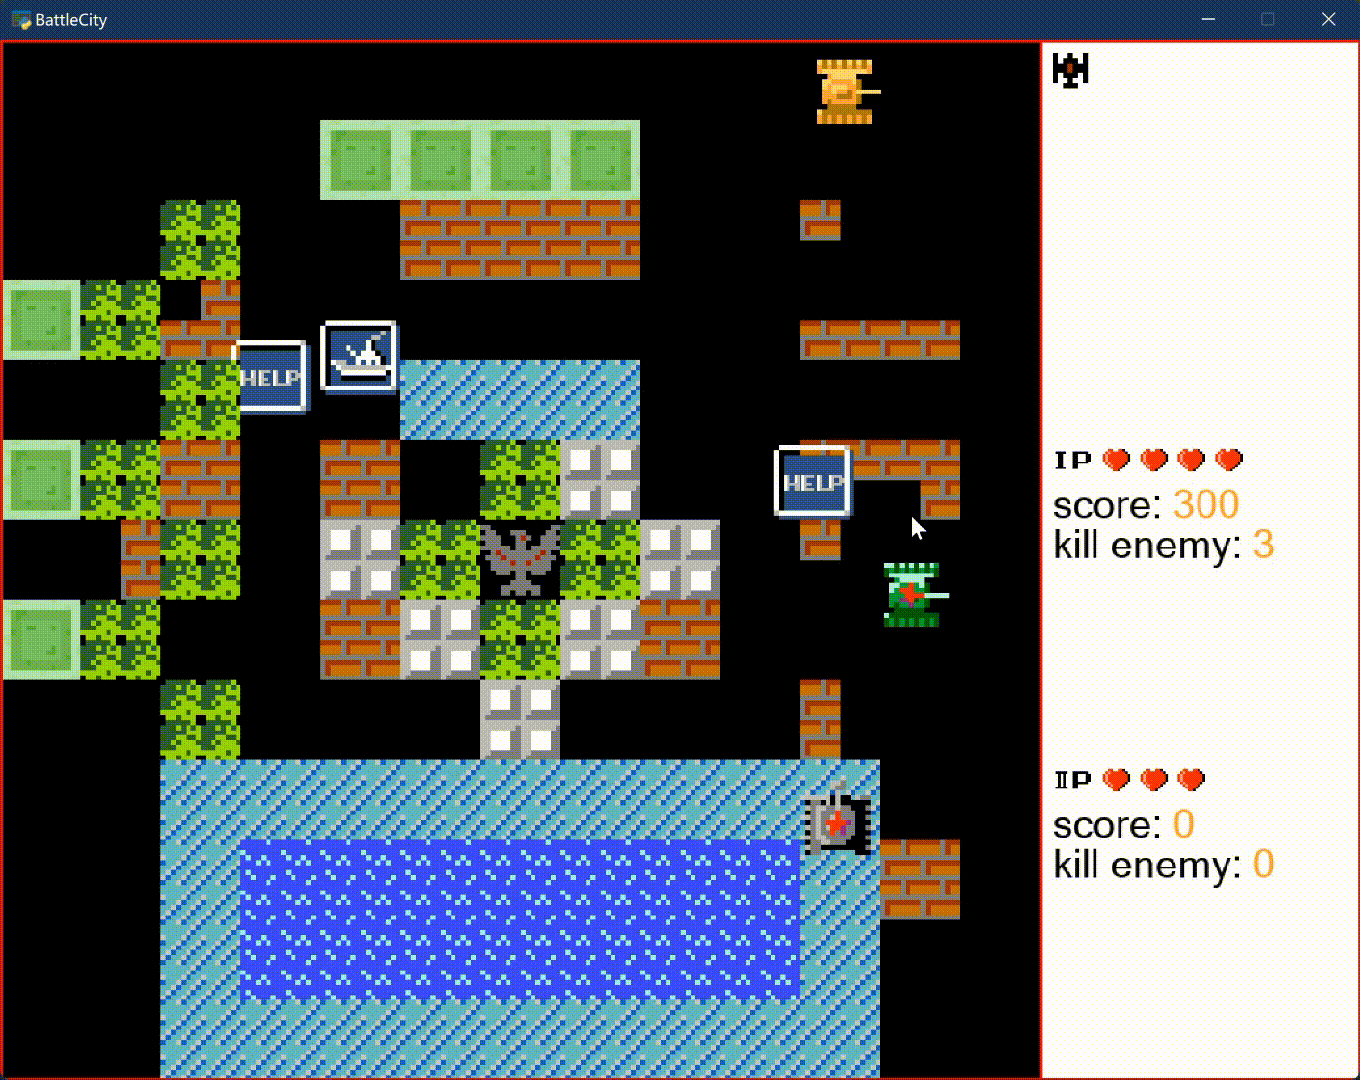 BattleCity
HELP
HELP
IP
score: 300
kill enemy: 3
IIP
score: 0
kill enemy: 0